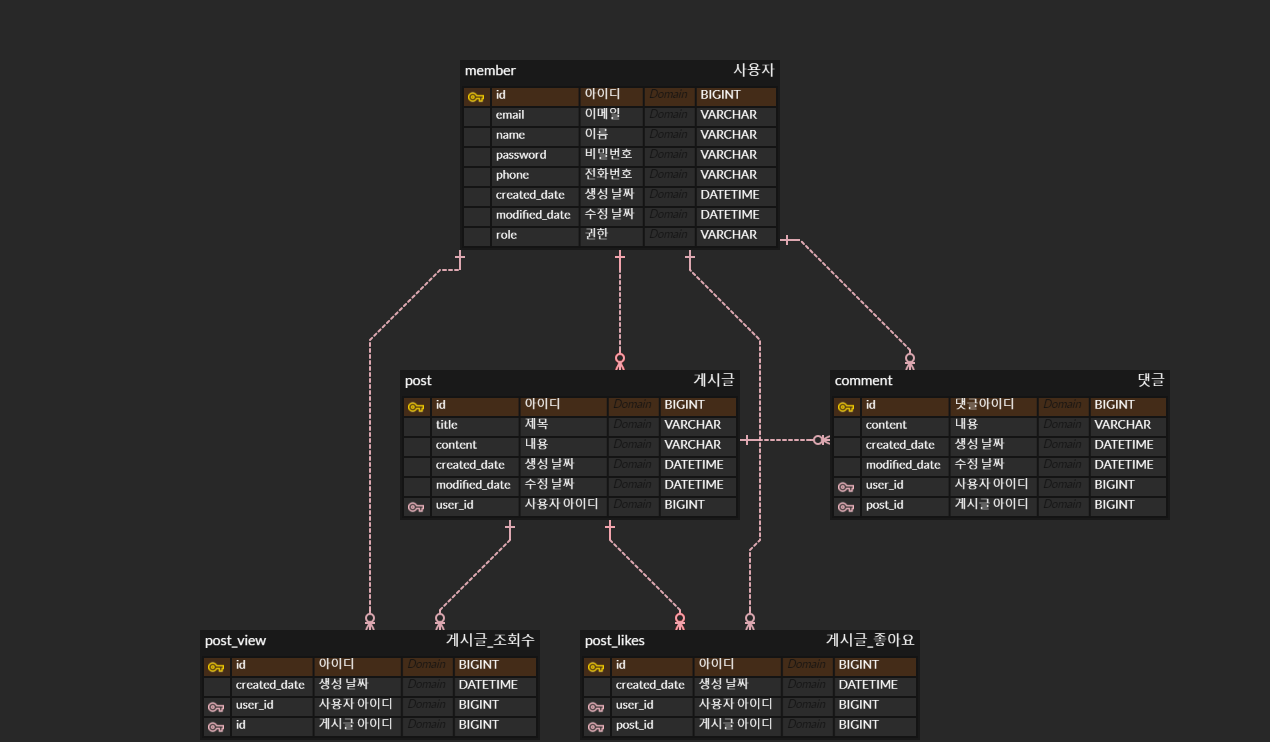 member 사용자
id 아이디 Domain BIGINT
email 이메일 Domain VARCHAR
name 이름 Domain VARCHAR
password 비밀번호 Domain VARCHAR
phone 전화번호 Domain VARCHAR
created_date 생성 날짜 Domain DATETIME
modified_date 수정 날짜 Domain DATETIME
role 권한 Domain VARCHAR
post 게시글
id 아이디 Domain BIGINT
title 제목 Domain VARCHAR
content 내용 Domain VARCHAR
created_date 생성 날짜 Domain DATETIME
modified_date 수정 날짜 Domain DATETIME
user_id 사용자 아이디 Domain BIGINT
comment 댓글
id 댓글아이디 Domain BIGINT
content 내용 Domain VARCHAR
created_date 생성 날짜 Domain DATETIME
modified_date 수정 날짜 Domain DATETIME
user_id 사용자 아이디 Domain BIGINT
post_id 게시글 아이디 Domain BIGINT
post_view 게시글_조회수
id 아이디 Domain BIGINT
created_date 생성 날짜 Domain DATETIME
user_id 사용자 아이디 Domain BIGINT
id 게시글 아이디 Domain BIGINT
post_likes 게시글_좋아요
id 아이디 Domain BIGINT
created_date 생성 날짜 Domain DATETIME
user_id 사용자 아이디 Domain BIGINT
post_id 게시글 아이디 Domain BIGINT